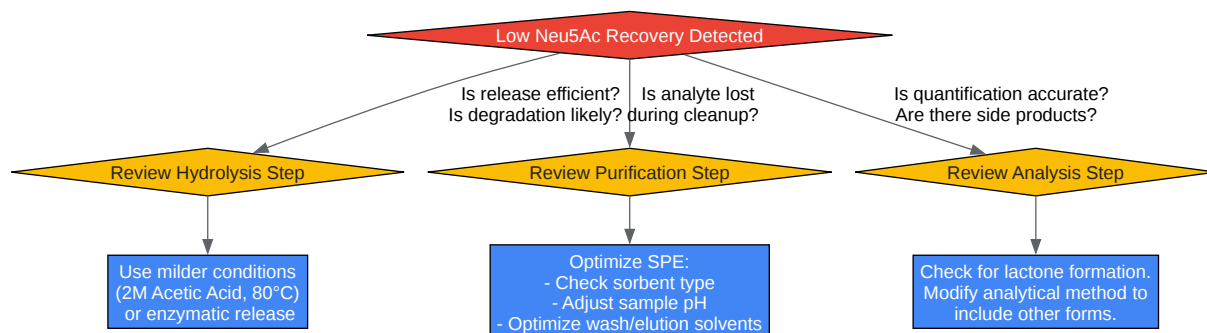 Low Neu5Ac Recovery Detected
Is release efficient?
Is degradation likely?
Is analyte lost
during cleanup?
Is quantification accurate?
Are there side products?
Review Hydrolysis Step
Review Purification Step
Review Analysis Step
Use milder conditions
(2M Acetic Acid, 80°C)
or enzymatic release
Optimize SPE:
- Check sorbent type
- Adjust sample pH
- Optimize wash/elution solvents
Check for lactone formation.
Modify analytical method to
include other forms.